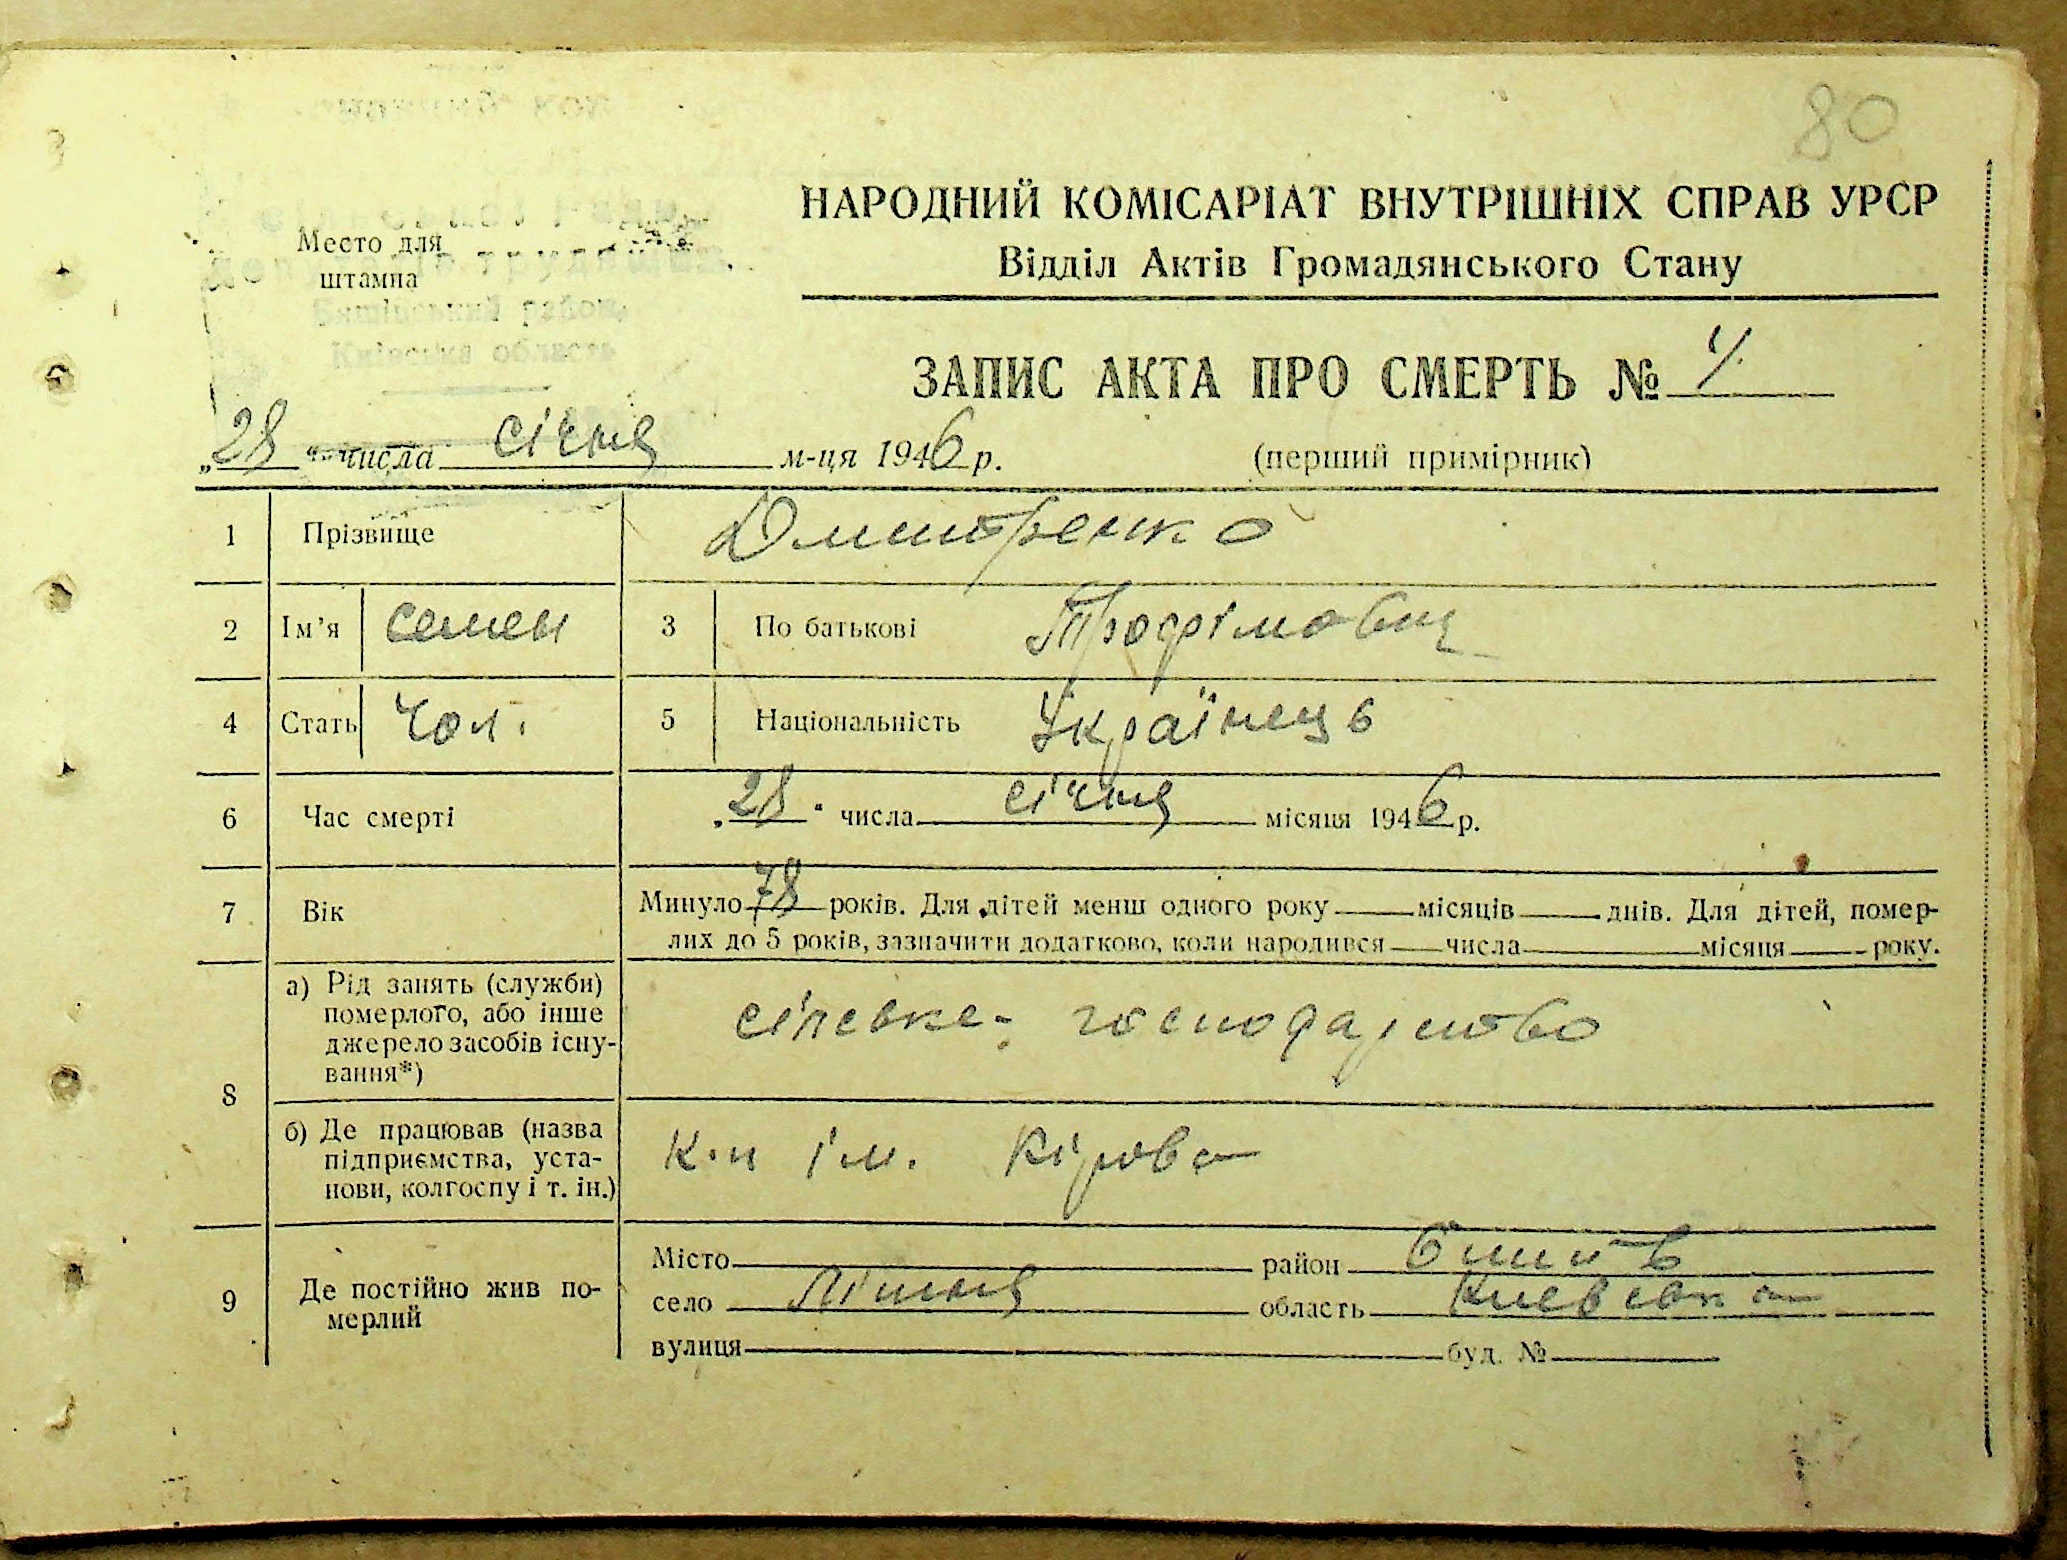 80
НАРОДНИЙ КОМІСАРІАТ ВНУТРІШНІХ СПРАВ УРСР
Відділ Актів Громадянського Стану
Место для
штампа
район,
Київська область
ЗАПИС АКТА ПРО СМЕРТЬ № 4
„28“ числа січня м-ця 1946 р. (перший примірник)
1 Прізвище Дмитренко
2 Ім'я Семен 3 По батькові Трофімович
4 Стать Чол. 5 Національність Українець
6 Час смерті „28“ числа січня місяця 1946 р.
7 Вік Минуло 78 років. Для дітей менш одного року місяців днів. Для дітей, помер-
лих до 5 років, зазначити додатково, коли народився числа місяця року.
8 а) Рід занять (служби)
померлого, або інше
джерело засобів існу-
вання*)
сілське-господарство
б) Де працював (назва
підприємства, уста-
нови, колгоспу і т. ін.)
К-п ім. Кірова
9 Де постійно жив по-
мерлий
Місто район
село область Киевська
вулиця буд. №